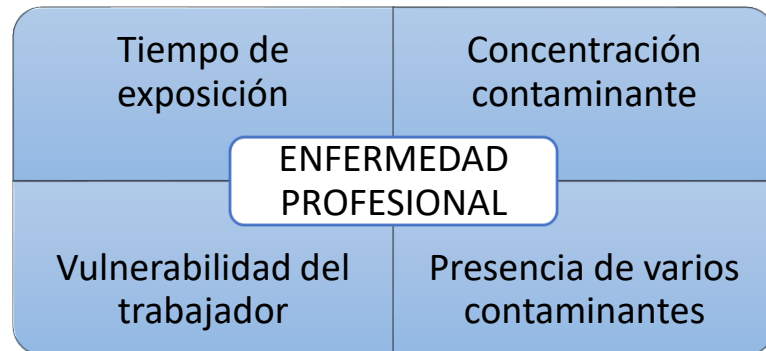 Tiempo de
exposición
Concentración
contaminante
ENFERMEDAD
PROFESIONAL
Vulnerabilidad del
trabajador
Presencia de varios
contaminantes